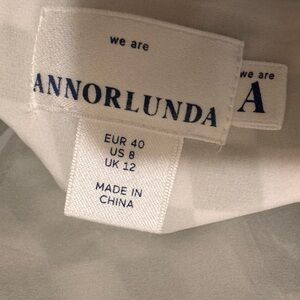 we are
ANNORLUNDA
we are
A
EUR 40
US 8
UK 12
MADE IN
CHINA